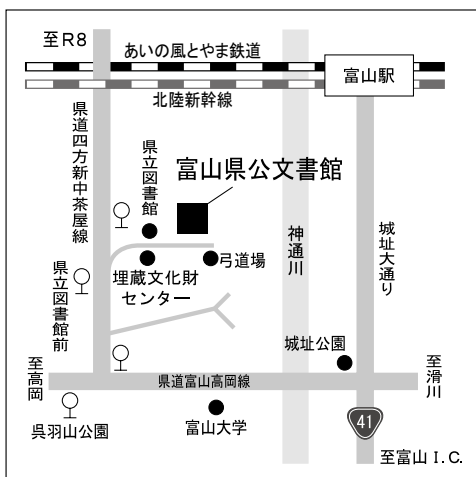 至R8
あいの風とやま鉄道
富山駅
北陸新幹線
県道四方新中茶屋線
県立図書館
富山県公文書館
神通川
城址大通り
弓道場
埋蔵文化財
センター
県立図書館前
城址公園
至高岡
県道富山高岡線
至滑川
呉羽山公園
富山大学
41
至富山 I.C.